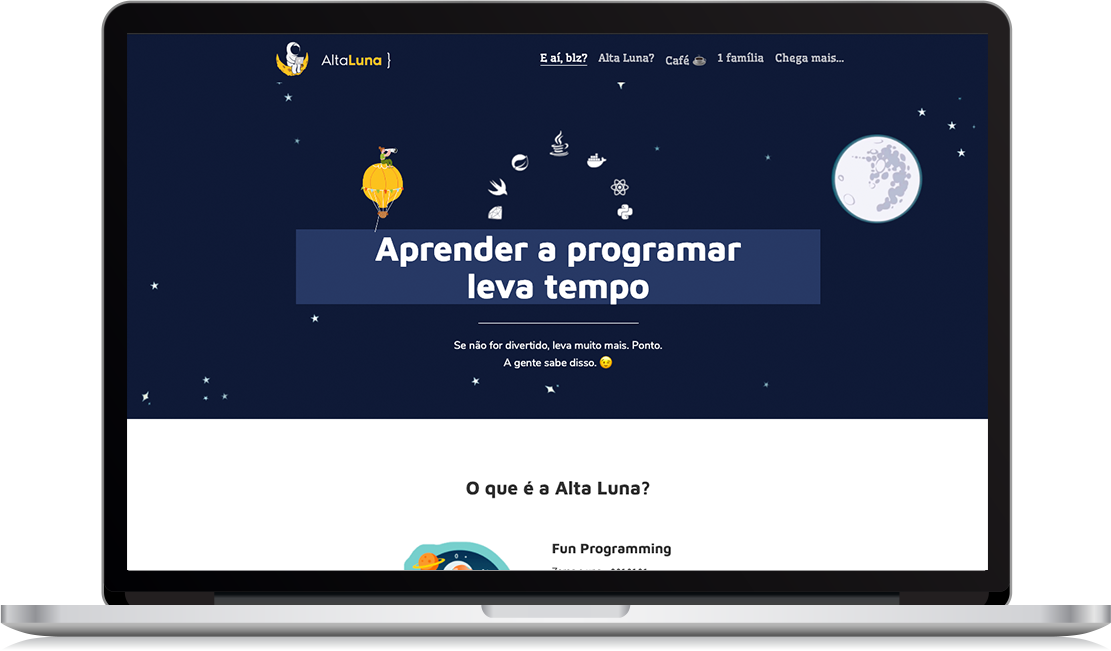 AltaLuna }
E aí, blz? Alta Luna? Café 1 família Chega mais...
Aprender a programar
leva tempo
Se não for divertido, leva muito mais. Ponto.
A gente sabe disso. 😉
O que é a Alta Luna?
Fun Programming